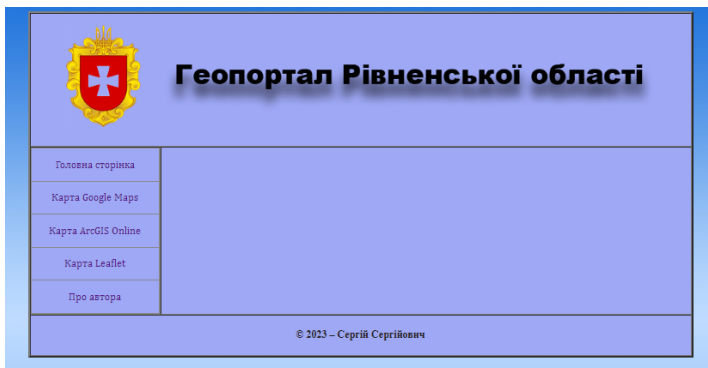 Геопортал Рівненської області
Головна сторінка
Карта Google Maps
Карта ArcGIS Online
Карта Leaflet
Про автора
© 2023 – Сергій Сергійович